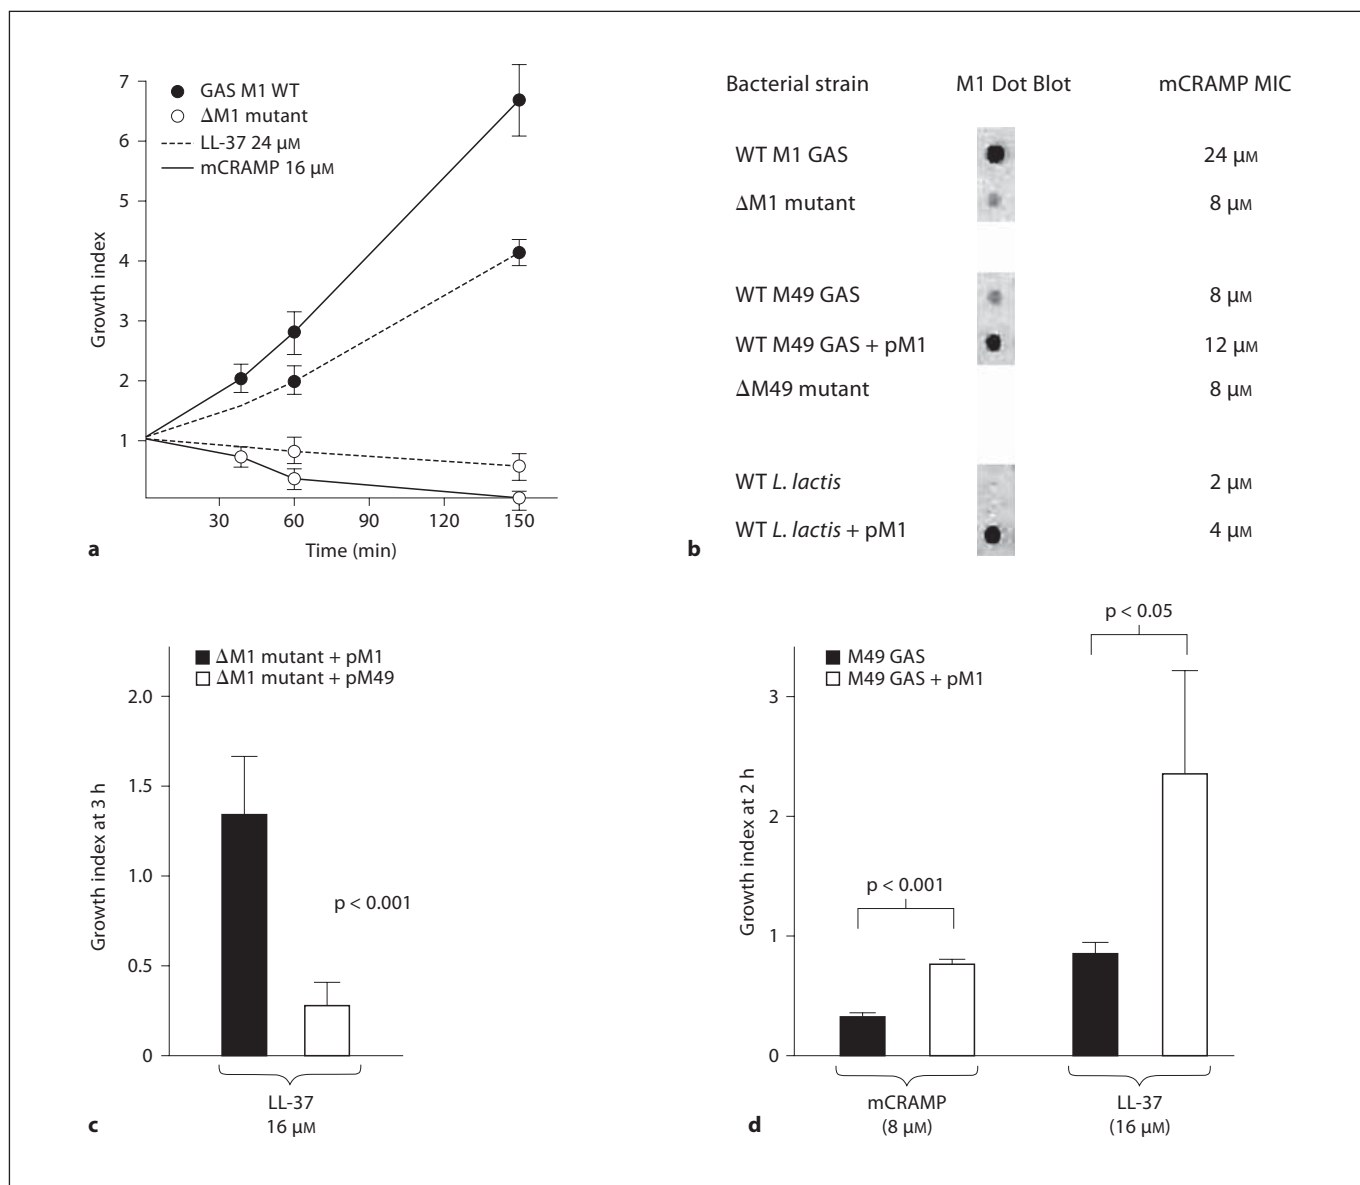 7
6
5
4
3
2
1
Growth index
GAS M1 WT
ΔM1 mutant
LL-37 24 μM
mCRAMP 16 μM
30 60 90 120 150
Time (min)
a
Bacterial strain M1 Dot Blot mCRAMP MIC
WT M1 GAS 24 μM
ΔM1 mutant 8 μM
WT M49 GAS 8 μM
WT M49 GAS + pM1 12 μM
ΔM49 mutant 8 μM
WT L. lactis 2 μM
WT L. lactis + pM1 4 μM
b
ΔM1 mutant + pM1
ΔM1 mutant + pM49
2.0
1.5
1.0
0.5
0
Growth index at 3 h
p < 0.001
LL-37
16 μM
c
p < 0.05
M49 GAS
M49 GAS + pM1
3
2
1
0
Growth index at 2 h
p < 0.001
mCRAMP
(8 μM)
LL-37
(16 μM)
d